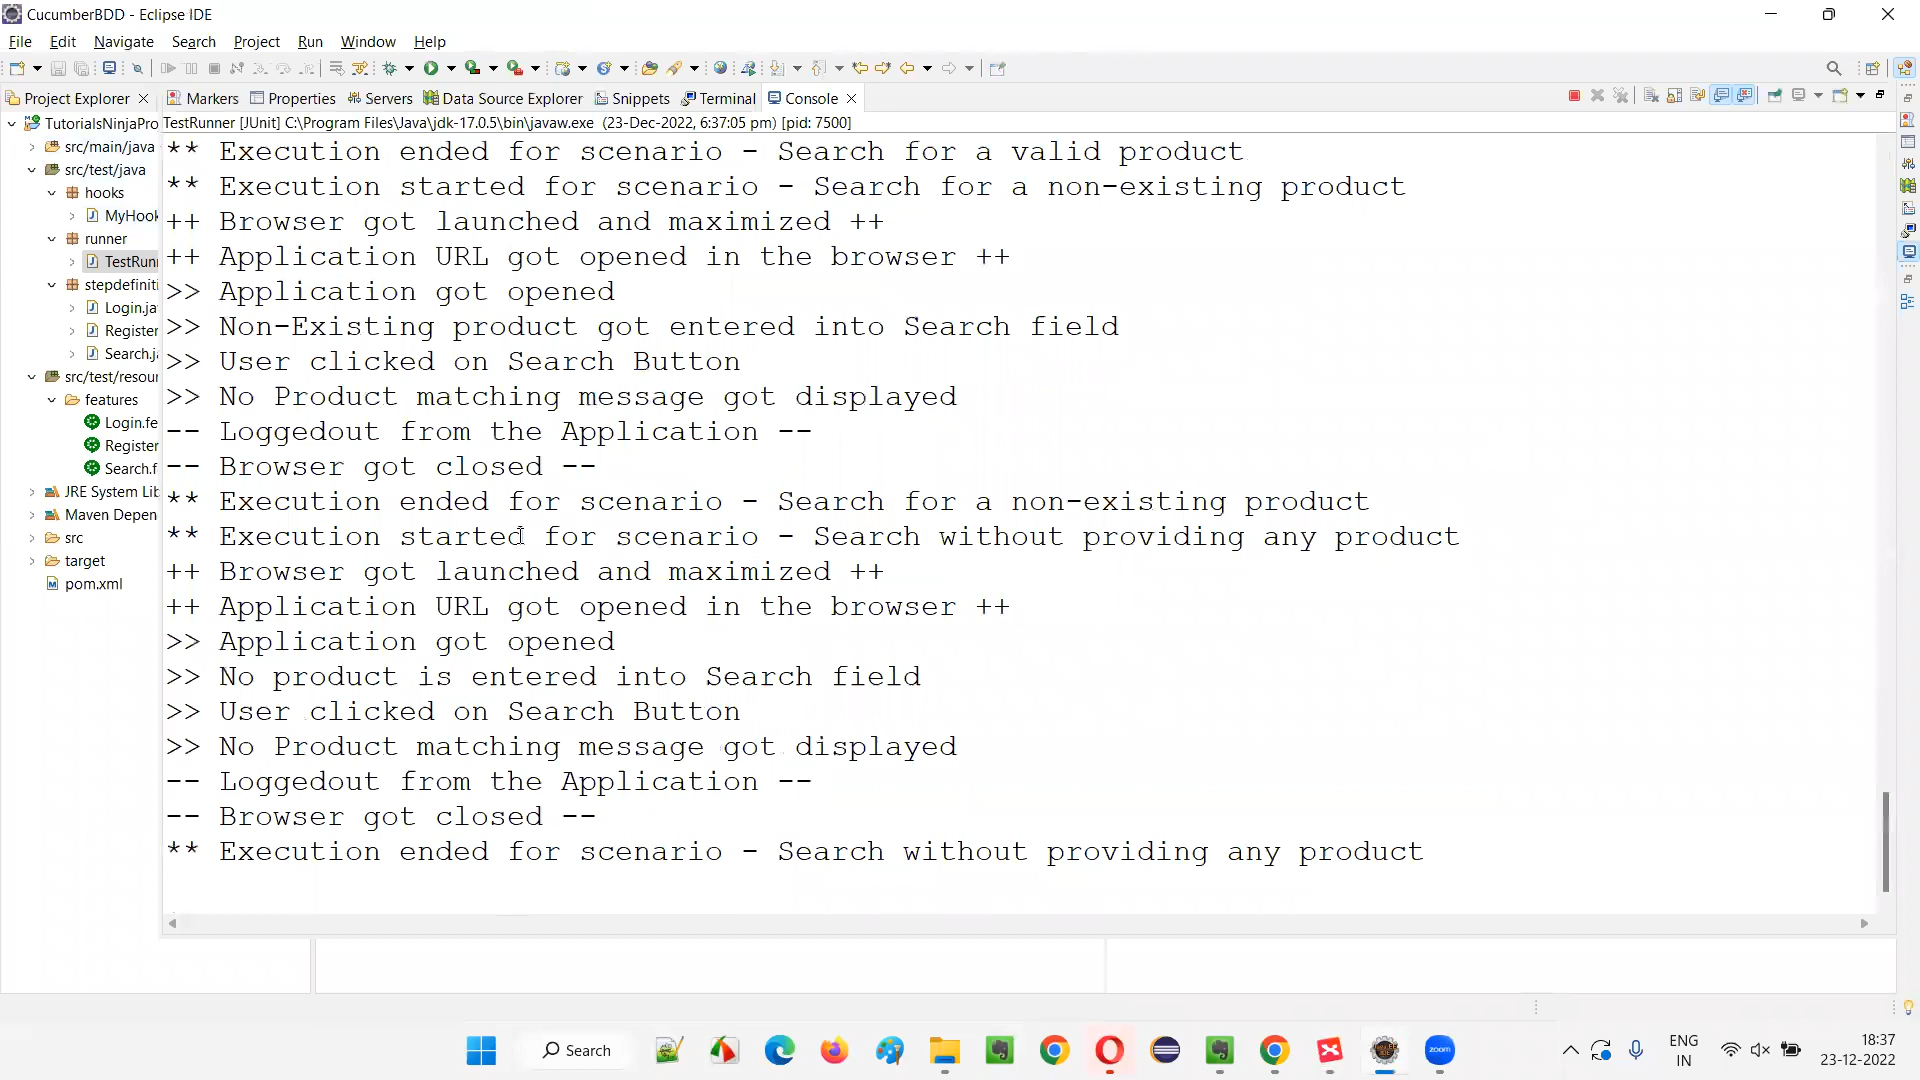 CucumberBDD - Eclipse IDE
File Edit Navigate Search Project Run Window Help
Project Explorer Markers Properties Servers Data Source Explorer Snippets Terminal Console
TestRunner [JUnit] C:\Program Files\Java\jdk-17.0.5\bin\javaw.exe (23-Dec-2022, 6:37:05 pm) [pid: 7500]
TutorialsNinjaPro
src/main/java
src/test/java
hooks
MyHook
runner
TestRun
stepdefiniti
Login.ja
Register
Search.ja
src/test/resou
features
Login.fe
Register
Search.f
JRE System Lib
Maven Depen
src
target
pom.xml
** Execution ended for scenario - Search for a valid product
** Execution started for scenario - Search for a non-existing product
++ Browser got launched and maximized ++
++ Application URL got opened in the browser ++
>> Application got opened
>> Non-Existing product got entered into Search field
>> User clicked on Search Button
>> No Product matching message got displayed
-- Loggedout from the Application --
-- Browser got closed --
** Execution ended for scenario - Search for a non-existing product
** Execution started for scenario - Search without providing any product
++ Browser got launched and maximized ++
++ Application URL got opened in the browser ++
>> Application got opened
>> No product is entered into Search field
>> User clicked on Search Button
>> No Product matching message got displayed
-- Loggedout from the Application --
-- Browser got closed --
** Execution ended for scenario - Search without providing any product
Search
zoom
ENG
IN
18:37
23-12-2022